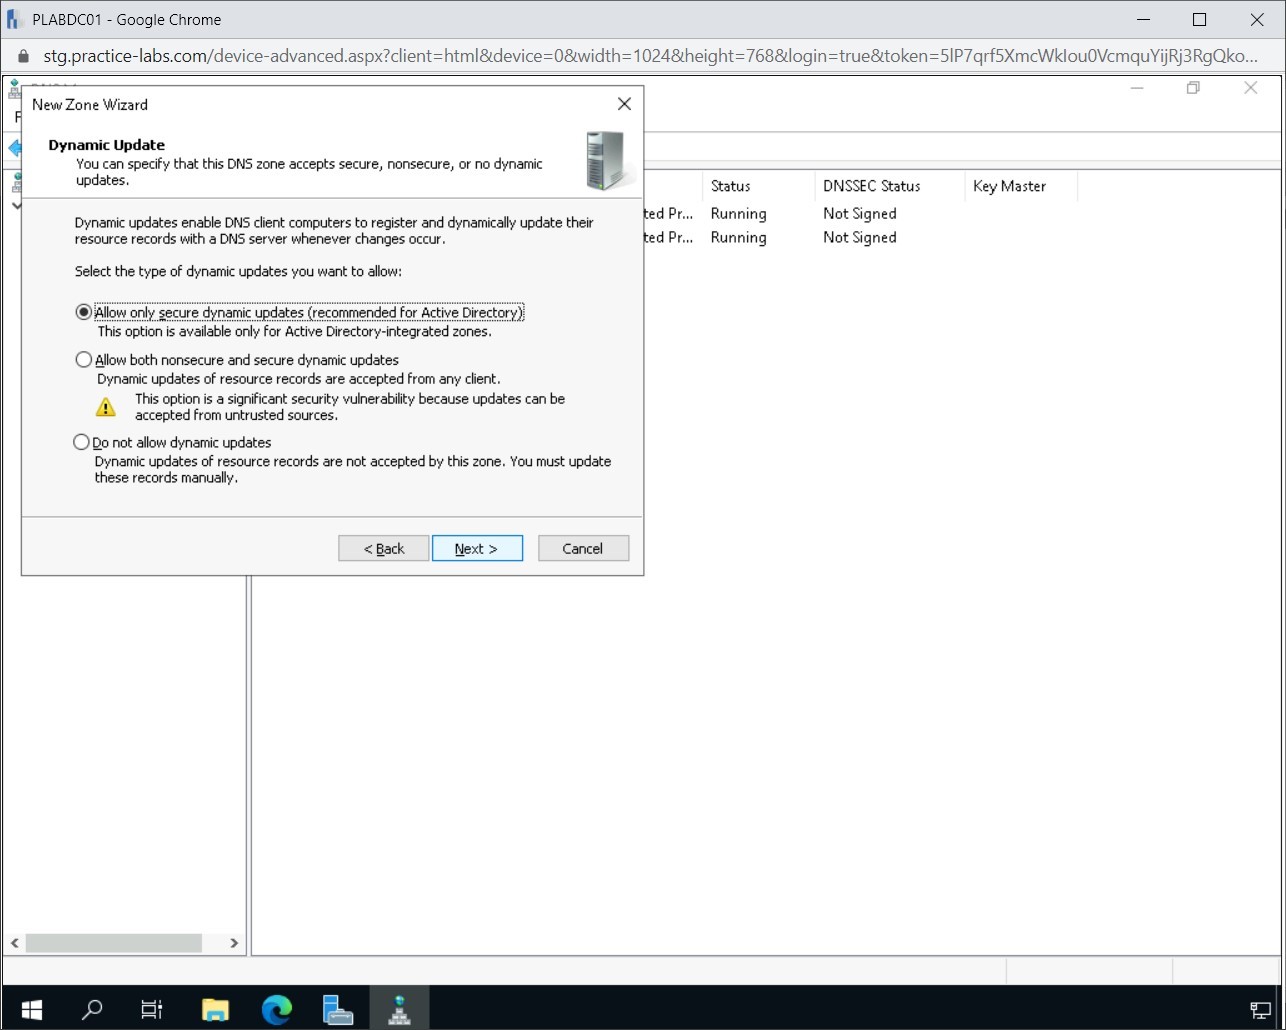 PLABDC01 - Google Chrome
stg.practice-labs.com/device-advanced.aspx?client=html&device=0&width=1024&height=768&login=true&token=5lP7qrf5XmcWkIou0VcmquYijRj3RgQko...
New Zone Wizard
F
Dynamic Update
You can specify that this DNS zone accepts secure, nonsecure, or no dynamic
updates.
Status DNSSEC Status Key Master
ted Pr... Running Not Signed
ted Pr... Running Not Signed
Dynamic updates enable DNS client computers to register and dynamically update their
resource records with a DNS server whenever changes occur.
Select the type of dynamic updates you want to allow:
Allow only secure dynamic updates (recommended for Active Directory)
This option is available only for Active Directory-integrated zones.
Allow both nonsecure and secure dynamic updates
Dynamic updates of resource records are accepted from any client.
This option is a significant security vulnerability because updates can be
accepted from untrusted sources.
Do not allow dynamic updates
Dynamic updates of resource records are not accepted by this zone. You must update
these records manually.
< Back Next > Cancel